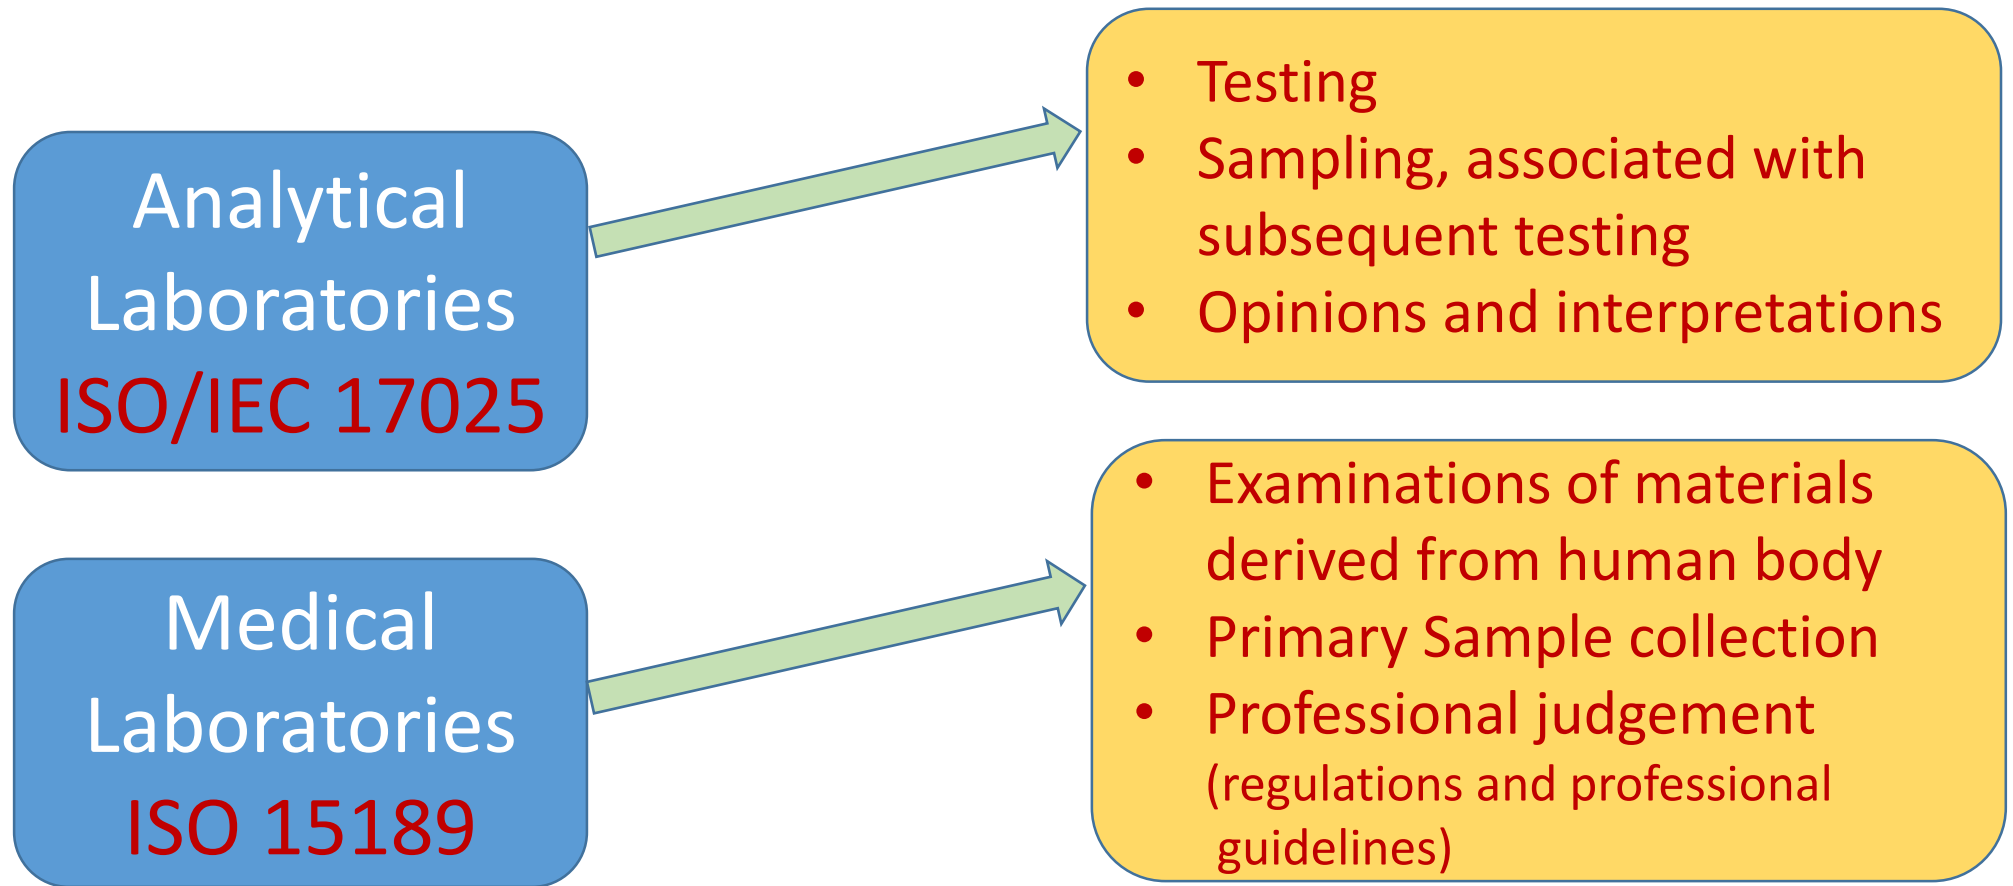 Analytical
Laboratories
ISO/IEC 17025
• Testing
• Sampling, associated with
subsequent testing
• Opinions and interpretations
Medical
Laboratories
ISO 15189
• Examinations of materials
derived from human body
• Primary Sample collection
• Professional judgement
(regulations and professional
guidelines)